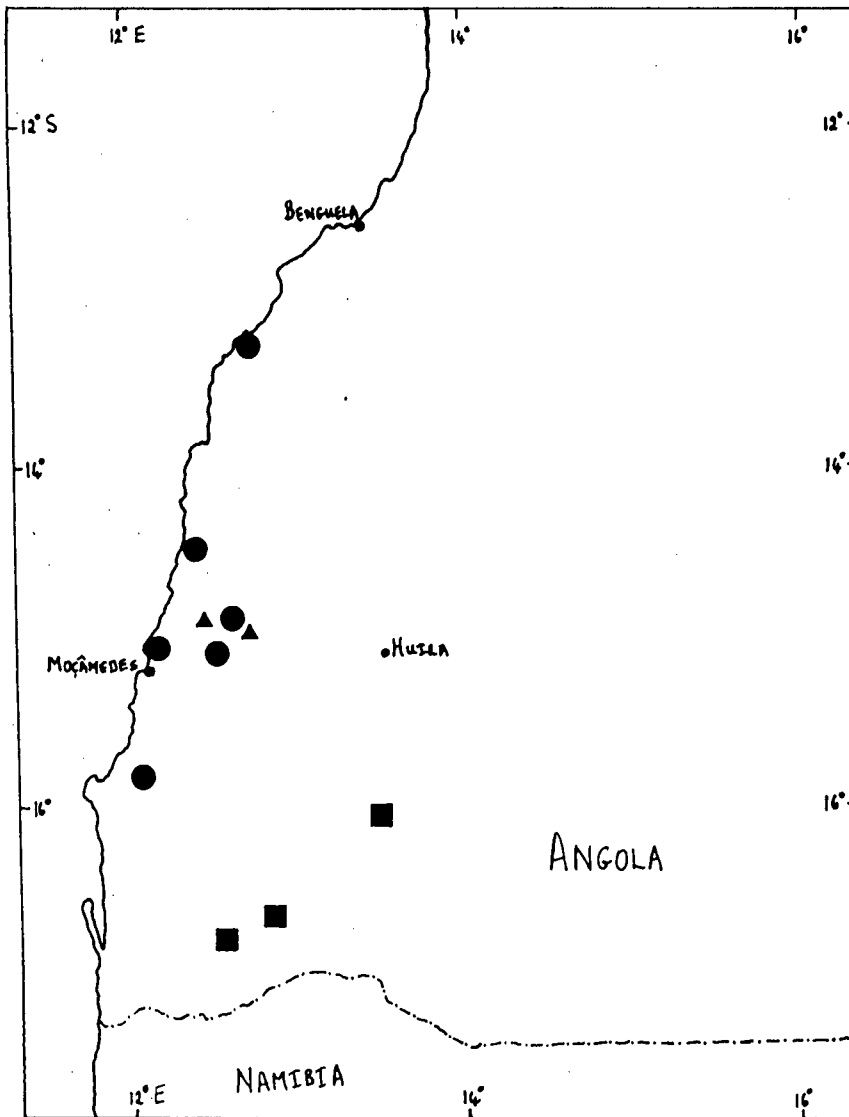 12° E 14° 16°
12° S 12°
BENGUELA
14° 14°
MOÇÂMEDES HUILA
16° 16°
ANGOLA
NAMIBIA
12° E 14° 16°